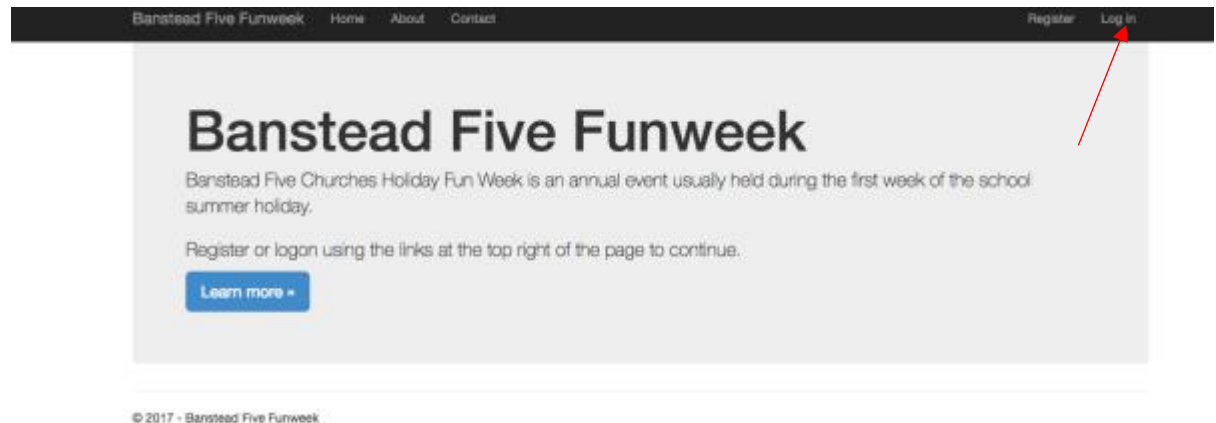 Banstead Five Funweek Home About Contact Register Log in
Banstead Five Funweek
Banstead Five Churches Holiday Fun Week is an annual event usually held during the first week of the school
summer holiday.
Register or logon using the links at the top right of the page to continue.
Learn more »
© 2017 - Banstead Five Funweek